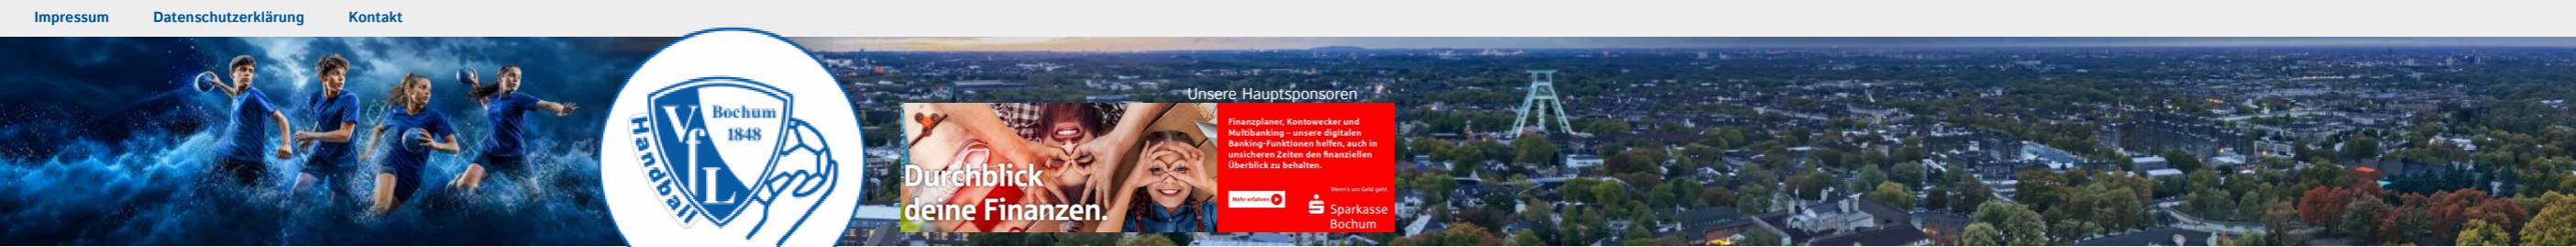 Impressum Datenschutzerklärung Kontakt
Handball
VfL
Bochum
1848
Unsere Hauptsponsoren
Durchblick
deine Finanzen.
Finanzplaner, Kontowecker und
Multibanking – unsere digitalen
Banking-Funktionen helfen, auch in
unsicheren Zeiten den finanziellen
Überblick zu behalten.
Mehr erfahren
Wenn's um Geld geht
Sparkasse
Bochum